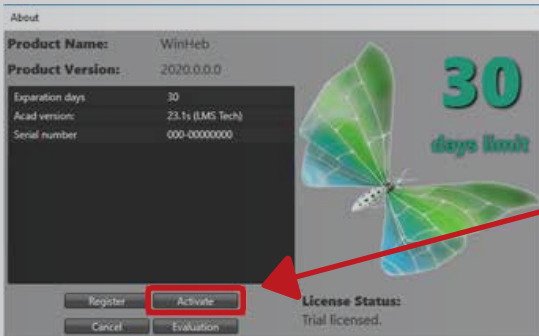 About
Product Name: WinHeb
Product Version: 2020.0.0.0
Exparation days 30
Acad version: 23.1s (LMS Tech)
Serial number 000-00000000
30
days limit
Register Activate
Cancel Evaluation
License Status:
Trial licensed.